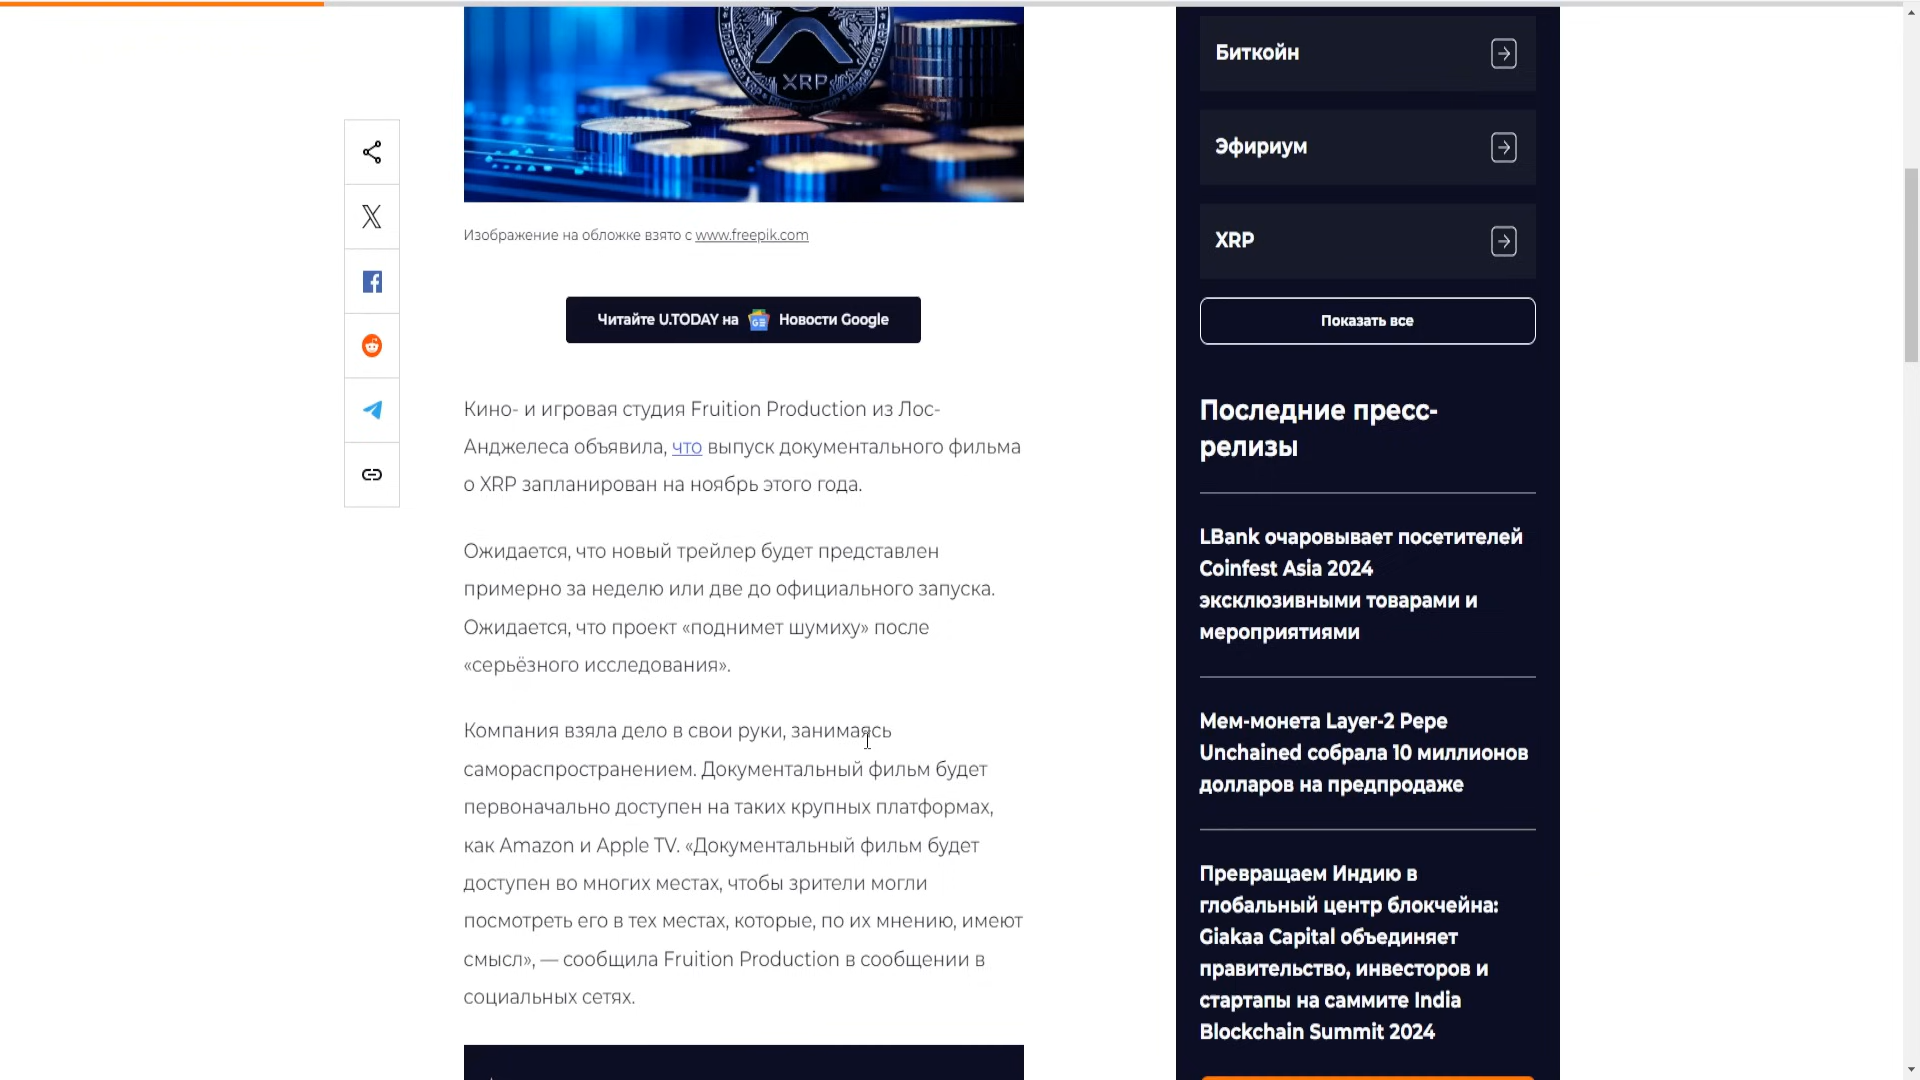 XRP
Изображение на обложке взято с www.freepik.com
Читайте U.TODAY на Новости Google
Кино- и игровая студия Fruition Production из Лос-
Анджелеса объявила, что выпуск документального фильма
о XRP запланирован на ноябрь этого года.
Ожидается, что новый трейлер будет представлен
примерно за неделю или две до официального запуска.
Ожидается, что проект «поднимет шумиху» после
«серьёзного исследования».
Компания взяла дело в свои руки, занимаясь
самораспространением. Документальный фильм будет
первоначально доступен на таких крупных платформах,
как Amazon и Apple TV. «Документальный фильм будет
доступен во многих местах, чтобы зрители могли
посмотреть его в тех местах, которые, по их мнению, имеют
смысл», — сообщила Fruition Production в сообщении в
социальных сетях.
Биткойн
Эфириум
XRP
Показать все
Последние пресс-
релизы
LBank очаровывает посетителей
Coinfest Asia 2024
эксклюзивными товарами и
мероприятиями
Мем-монета Layer-2 Pepe
Unchained собрала 10 миллионов
долларов на предпродаже
Превращаем Индию в
глобальный центр блокчейна:
Giakaa Capital объединяет
правительство, инвесторов и
стартапы на саммите India
Blockchain Summit 2024